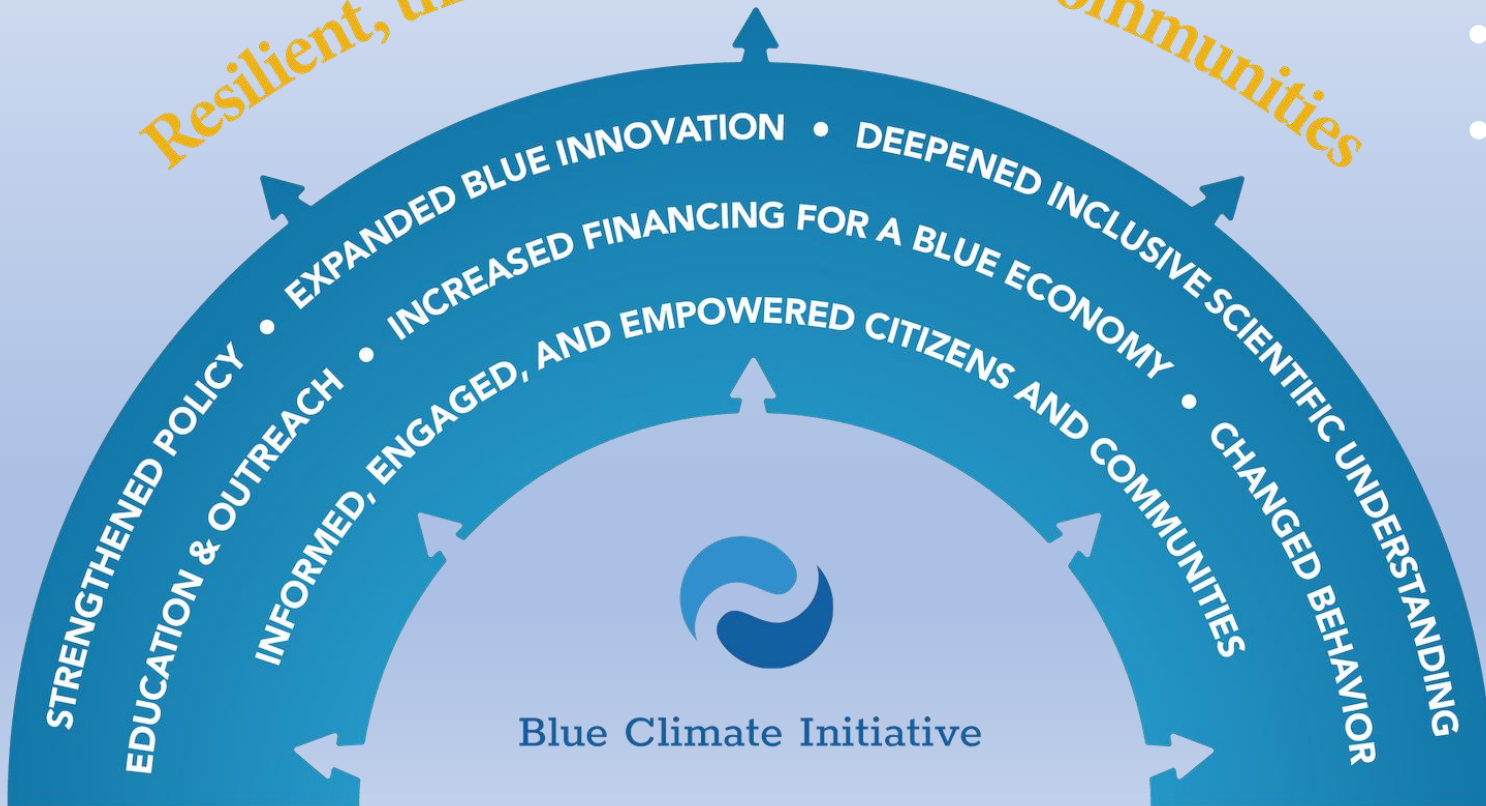 Resilient, communities
STRENGTHENED POLICY • EXPANDED BLUE INNOVATION • DEEPENED INCLUSIVE SCIENTIFIC UNDERSTANDING
EDUCATION & OUTREACH • INCREASED FINANCING FOR A BLUE ECONOMY • CHANGED BEHAVIOR
INFORMED, ENGAGED, AND EMPOWERED CITIZENS AND COMMUNITIES
Blue Climate Initiative